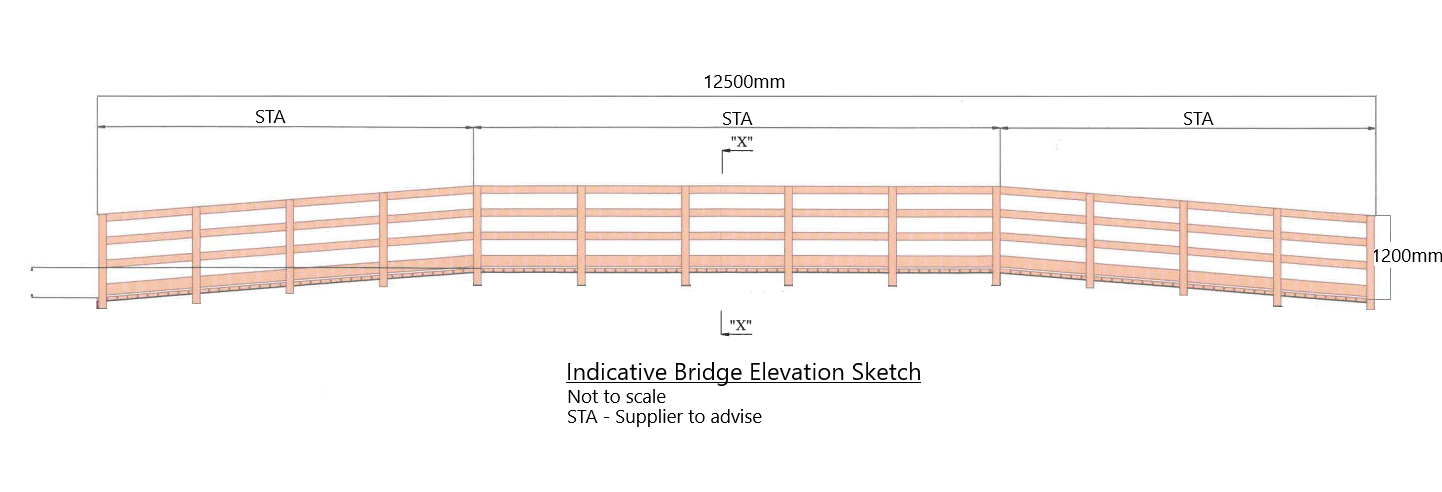 12500mm
STA
STA
STA
"X"
1200mm
"X"
Indicative Bridge Elevation Sketch
Not to scale
STA - Supplier to advise